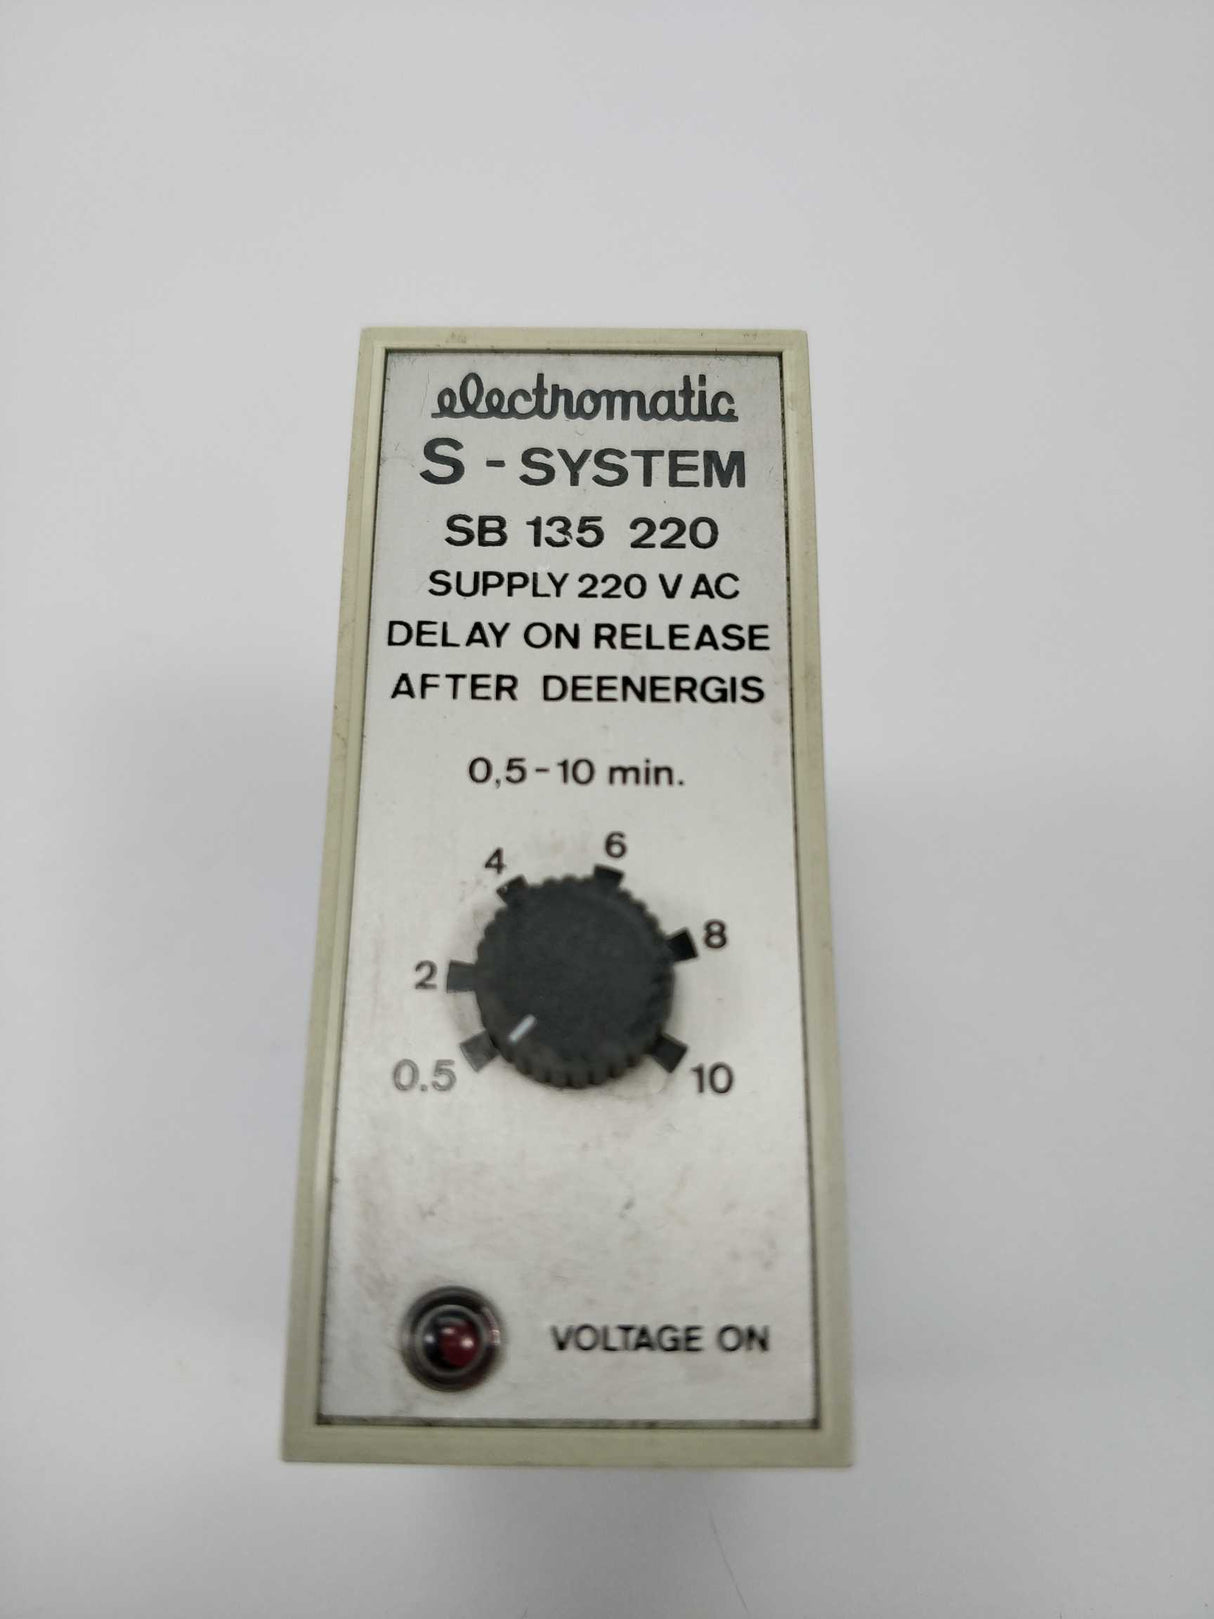 electromatic
S - SYSTEM
SB 135 220
SUPPLY 220 V AC
DELAY ON RELEASE
AFTER DEENERGIS
0,5 - 10 min.
4 6
2 8
0.5 10
VOLTAGE ON